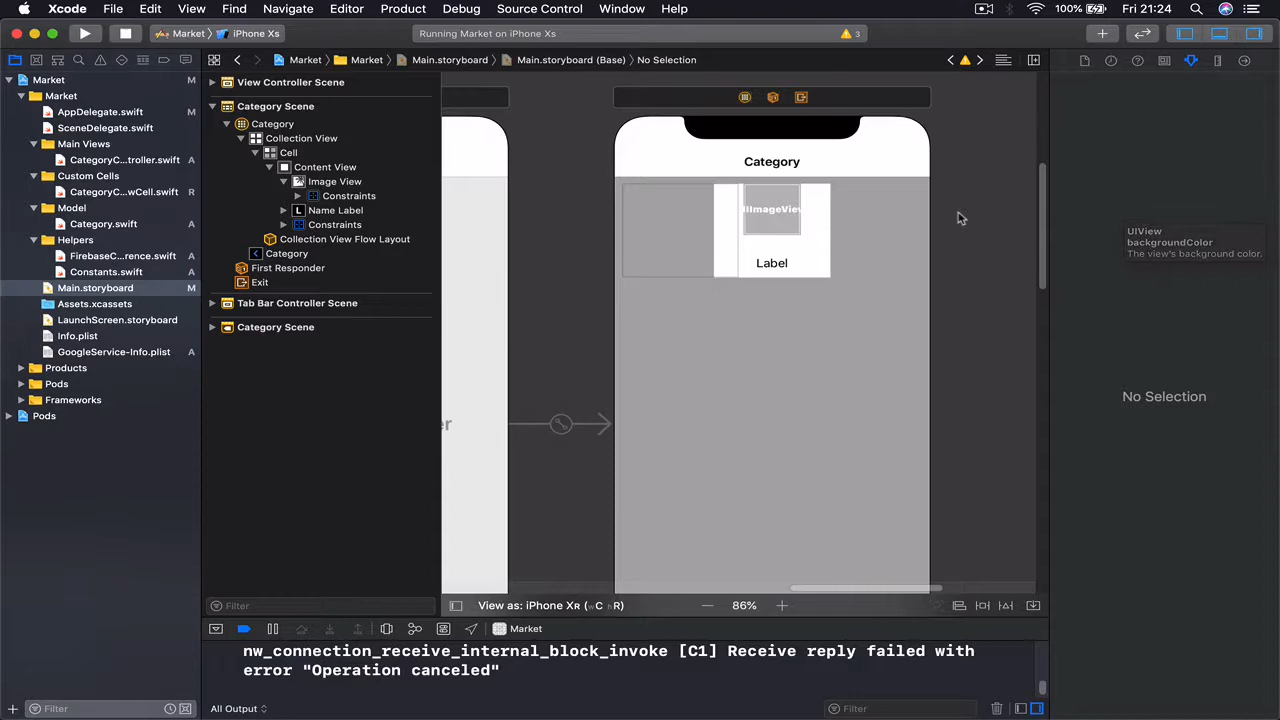 Xcode File Edit View Find Navigate Editor Product Debug Source Control Window Help 100% Fri 21:24
Market iPhone Xs Running Market on iPhone Xs 3
Market Market Main.storyboard Main.storyboard (Base) No Selection
Market
Market
AppDelegate.swift M
SceneDelegate.swift
Main Views
CategoryC...troller.swift A
Custom Cells
CategoryC...wCell.swift A
Model
Category.swift A
Helpers
FirebaseC...rence.swift A
Constants.swift A
Main.storyboard M
Assets.xcassets
LaunchScreen.storyboard
Info.plist
GoogleService-Info.plist A
Products
Pods
Frameworks
Pods
Filter
View Controller Scene
Category Scene
Category
Collection View
Cell
Content View
Image View
Constraints
L Name Label
Constraints
Collection View Flow Layout
Category
First Responder
Exit
Tab Bar Controller Scene
Category Scene
Filter
Category
UIImageView
Label
er
View as: iPhone XR (wC hR) 86%
UIView
backgroundColor
The view's background color.
No Selection
Market
nw_connection_receive_internal_block_invoke [C1] Receive reply failed with
error "Operation canceled"
All Output Filter